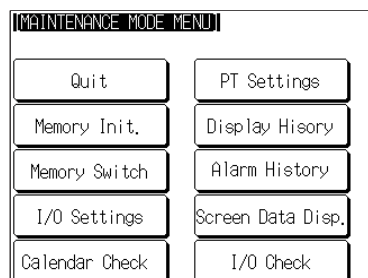 [MAINTENANCE MODE MENU]
Quit
PT Settings
Memory Init.
Display Hisory
Memory Switch
Alarm History
I/O Settings
Screen Data Disp.
Calendar Check
I/O Check